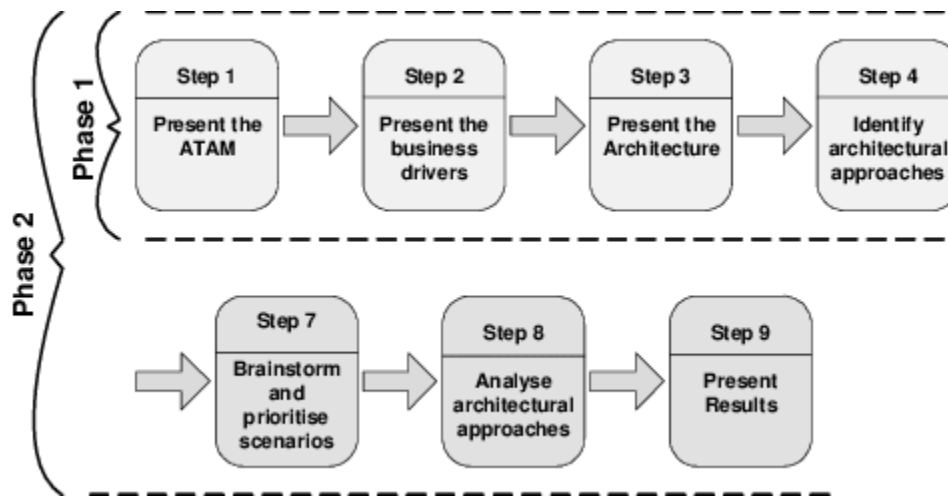 Phase 2
Phase 1
Step 1
Present the
ATAM
Step 2
Present the
business
drivers
Step 3
Present the
Architecture
Step 4
Identify
architectural
approaches
Step 7
Brainstorm
and
prioritise
scenarios
Step 8
Analyse
architectural
approaches
Step 9
Present
Results